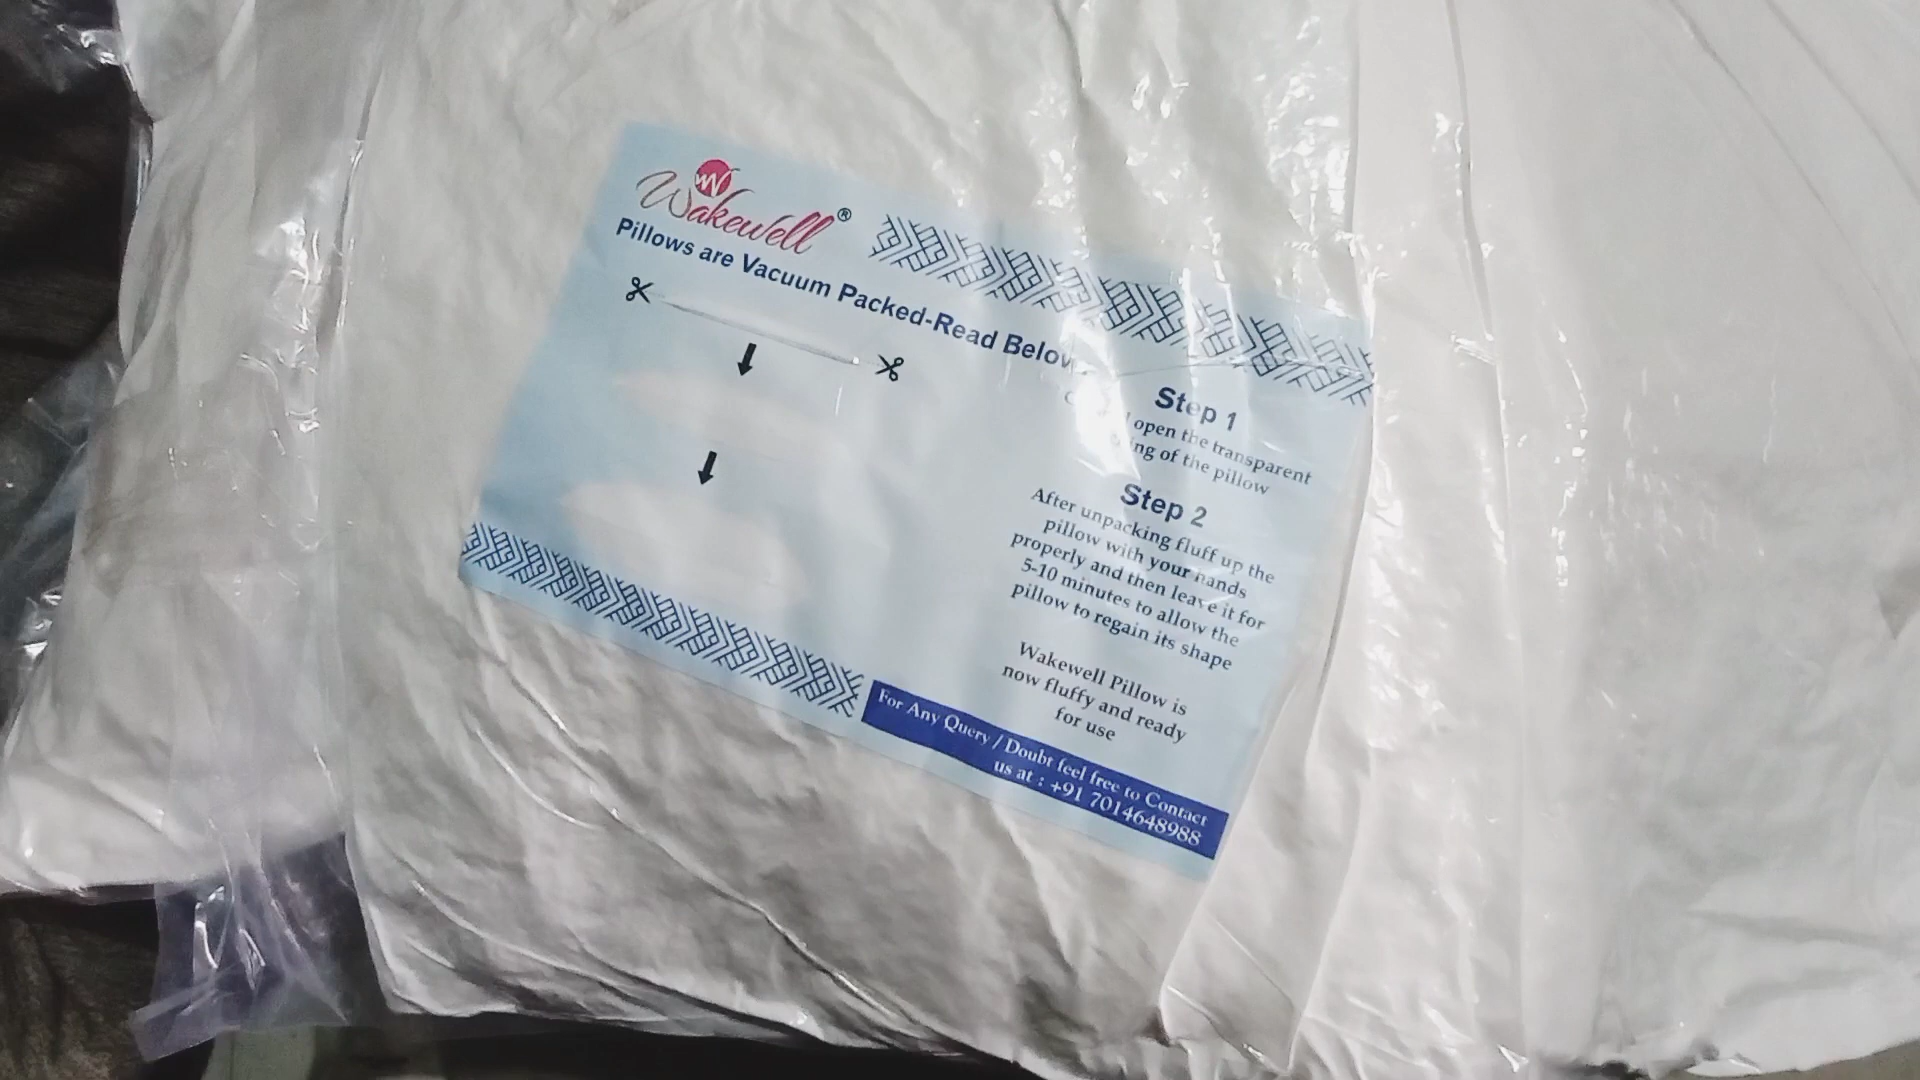 Wakewell®
Pillows are Vacuum Packed-Read Below
Step 1
open the transparent
of the pillow
Step 2
After unpacking fluff up the
pillow with your hands
properly and then leave it for
5-10 minutes to allow the
pillow to regain its shape
Wakewell Pillow is
now fluffy and ready
for use
For Any Query / Doubt feel free to Contact
us at : +91 7014648988